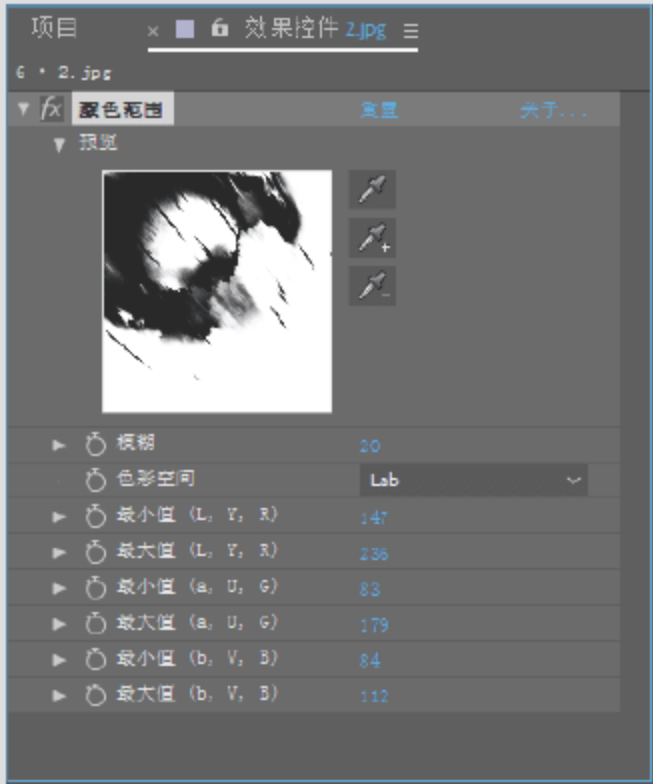 项目 × 效果控件 2.jpg
6 · 2.jpg
fx 颜色范围 重置 关于...
预览
模糊 20
色彩空间 Lab
最小值 (L, Y, R) 147
最大值 (L, Y, R) 236
最小值 (a, U, G) 83
最大值 (a, U, G) 179
最小值 (b, V, B) 84
最大值 (b, V, B) 112